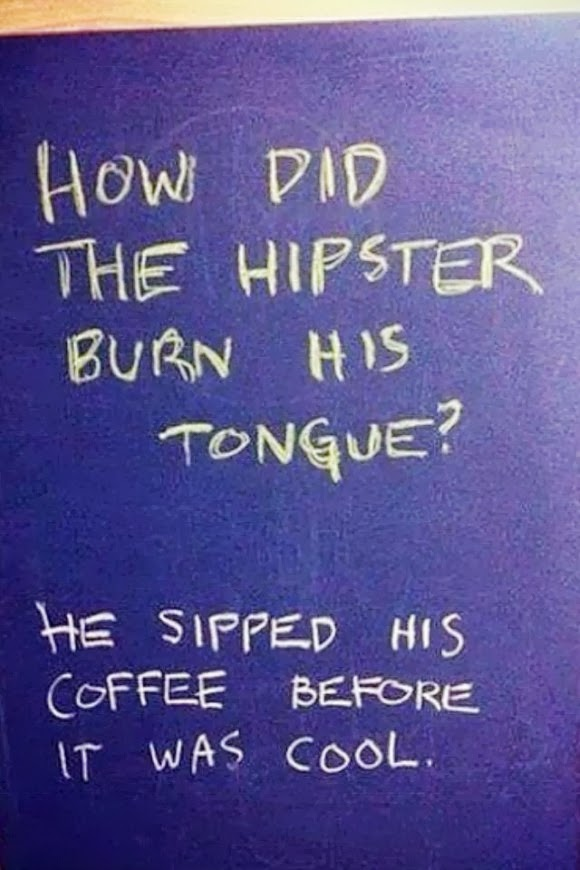 HOW DID
THE HIPSTER
BURN HIS
TONGUE?
HE SIPPED HIS
COFFEE BEFORE
IT WAS COOL.